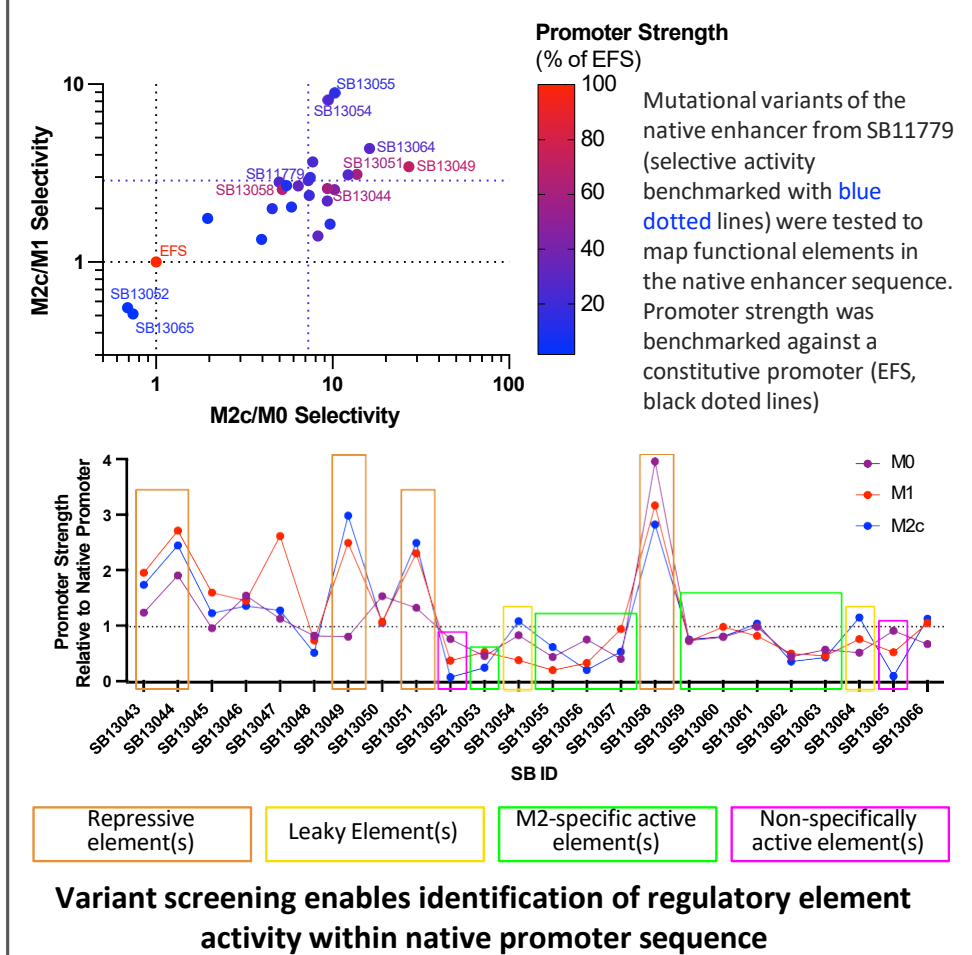 Promoter Strength
(% of EFS)
100
80
60
40
20
10
1
M2c/M1 Selectivity
SB13055
SB13054
SB13064
SB13051
SB13049
SB11779
SB13058
SB13044
EFS
SB13052
SB13065
1
10
100
M2c/M0 Selectivity
Mutational variants of the
native enhancer from SB11779
(selective activity
benchmarked with blue
dotted lines) were tested to
map functional elements in
the native enhancer sequence.
Promoter strength was
benchmarked against a
constitutive promoter (EFS,
black doted lines)
Promoter Strength
Relative to Native Promoter
4
3
2
1
0
M0
M1
M2c
SB13043
SB13044
SB13045
SB13046
SB13047
SB13048
SB13049
SB13050
SB13051
SB13052
SB13053
SB13054
SB13055
SB13056
SB13057
SB13058
SB13059
SB13060
SB13061
SB13062
SB13063
SB13064
SB13065
SB13066
SB ID
Repressive
element(s)
Leaky Element(s)
M2-specific active
element(s)
Non-specifically
active element(s)
Variant screening enables identification of regulatory element
activity within native promoter sequence